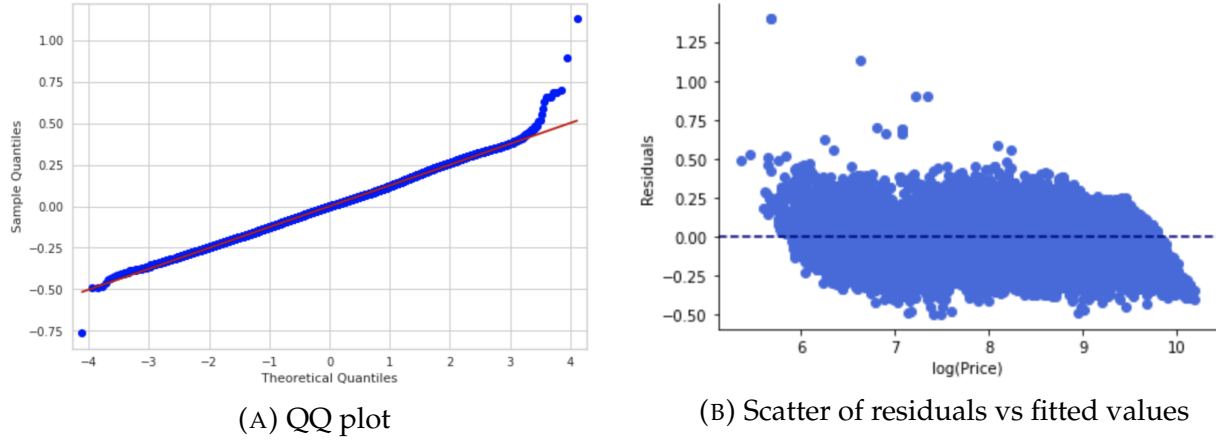 1.00
0.75
0.50
0.25
0.00
−0.25
−0.50
−0.75
Sample Quantiles
−4 −3 −2 −1 0 1 2 3 4
Theoretical Quantiles
(A) QQ plot
1.25
1.00
0.75
0.50
0.25
0.00
−0.25
−0.50
Residuals
6 7 8 9 10
log(Price)
(B) Scatter of residuals vs fitted values